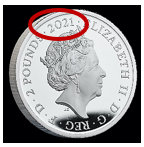 ELIZABETH II · D · G · REG · F · D · 2 POUNDS · 2021 ·